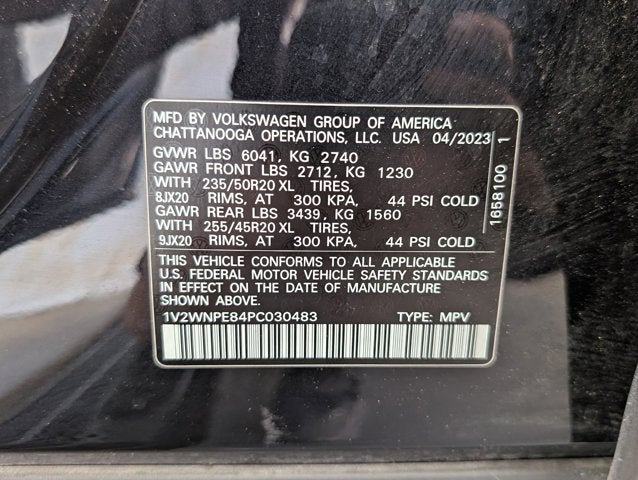 MFD BY VOLKSWAGEN GROUP OF AMERICA
CHATTANOOGA OPERATIONS, LLC. USA 04/2023
GVWR LBS 6041, KG 2740
GAWR FRONT LBS 2712, KG 1230
WITH 235/50R20 XL TIRES,
8JX20 RIMS, AT 300 KPA, 44 PSI COLD
GAWR REAR LBS 3439, KG 1560
WITH 255/45R20 XL TIRES,
9JX20 RIMS, AT 300 KPA, 44 PSI COLD
THIS VEHICLE CONFORMS TO ALL APPLICABLE
U.S. FEDERAL MOTOR VEHICLE SAFETY STANDARDS
IN EFFECT ON THE DATE OF MANUFACTURE
SHOWN ABOVE.
1V2WNPE84PC030483 TYPE: MPV
1658100 1